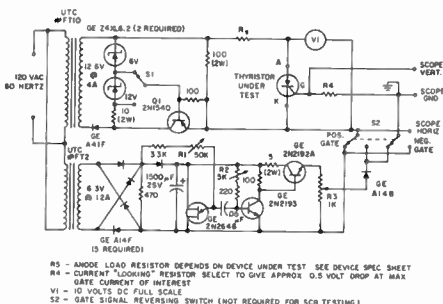 UTC
FT10
GE Z4XL6.2 (2 REQUIRED)
12.6V
@
4A
6V
S1
12V
10
(2W)
Q1
2N1540
100
100
(2W)
120 VAC
60 HERTZ
GE
A41F
V1
A
G
K
THYRISTOR
UNDER
TEST
R4
SCOPE
VERT.
SCOPE
GND
SCOPE
HORIZ
S2
POS.
GATE
NEG.
GATE
UTC
FT2
6.3V
@ 1.2A
3.3K
R1
50K
1500µF
25V
470
R2
5K
220
5
(2W)
GE
2N2192A
GE
2N2193
GE
2N2646
R3
1K
GE
A14B
GE A14F
(5 REQUIRED)
R5 - ANODE LOAD RESISTOR DEPENDS ON DEVICE UNDER TEST SEE DEVICE SPEC SHEET
R4 - CURRENT "LOOKING" RESISTOR SELECT TO GIVE APPROX 0.5 VOLT DROP AT MAX
GATE CURRENT OF INTEREST
V1 - 10 VOLTS DC FULL SCALE
S2 - GATE SIGNAL REVERSING SWITCH (NOT REQUIRED FOR SCR TESTING)